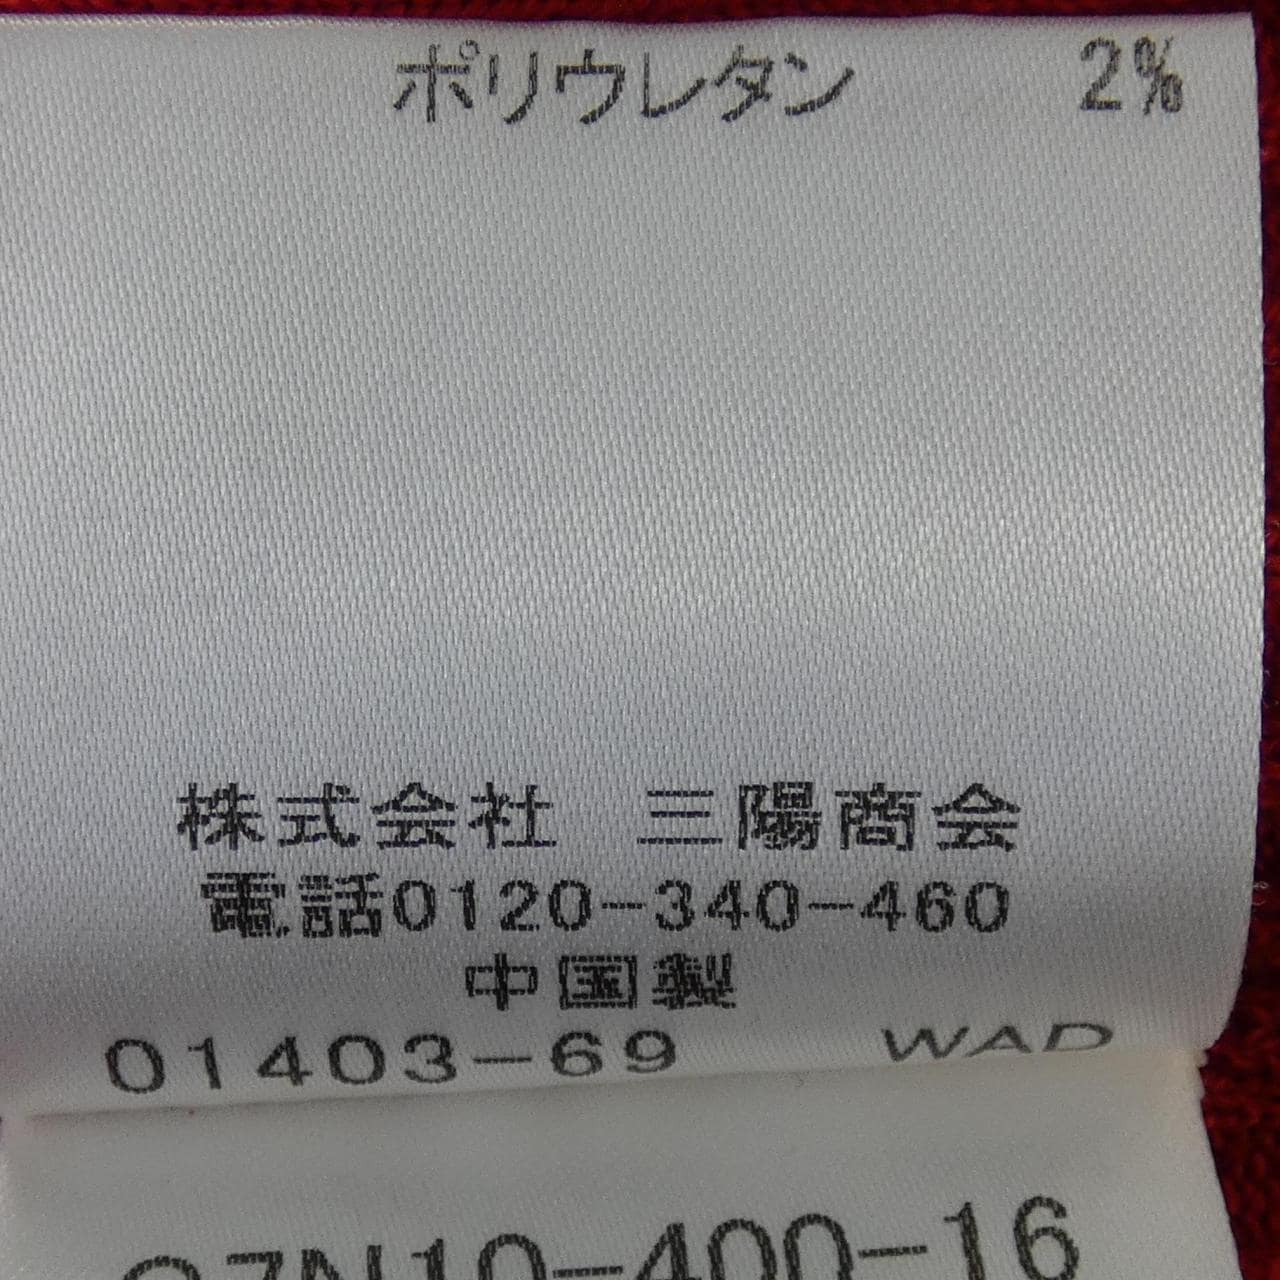 ポリウレタン 2%
株式会社 三陽商会
電話0120-340-460
中国製
01403-69 WAD